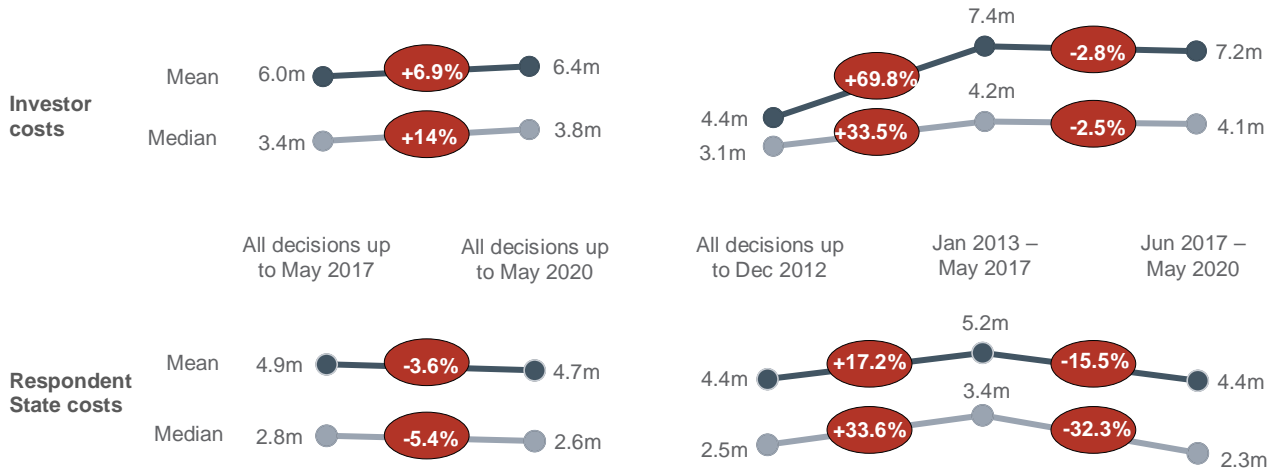 7.4m
Mean
6.0m
+6.9%
6.4m
+69.8%
-2.8%
7.2m
Investor
costs
4.4m
4.2m
Median
3.4m
+14%
3.8m
3.1m
+33.5%
-2.5%
4.1m
All decisions up
to May 2017
All decisions up
to May 2020
All decisions up
to Dec 2012
Jan 2013 –
May 2017
Jun 2017 –
May 2020
5.2m
Mean
4.9m
-3.6%
4.7m
4.4m
+17.2%
-15.5%
4.4m
Respondent
State costs
3.4m
Median
2.8m
-5.4%
2.6m
2.5m
+33.6%
-32.3%
2.3m